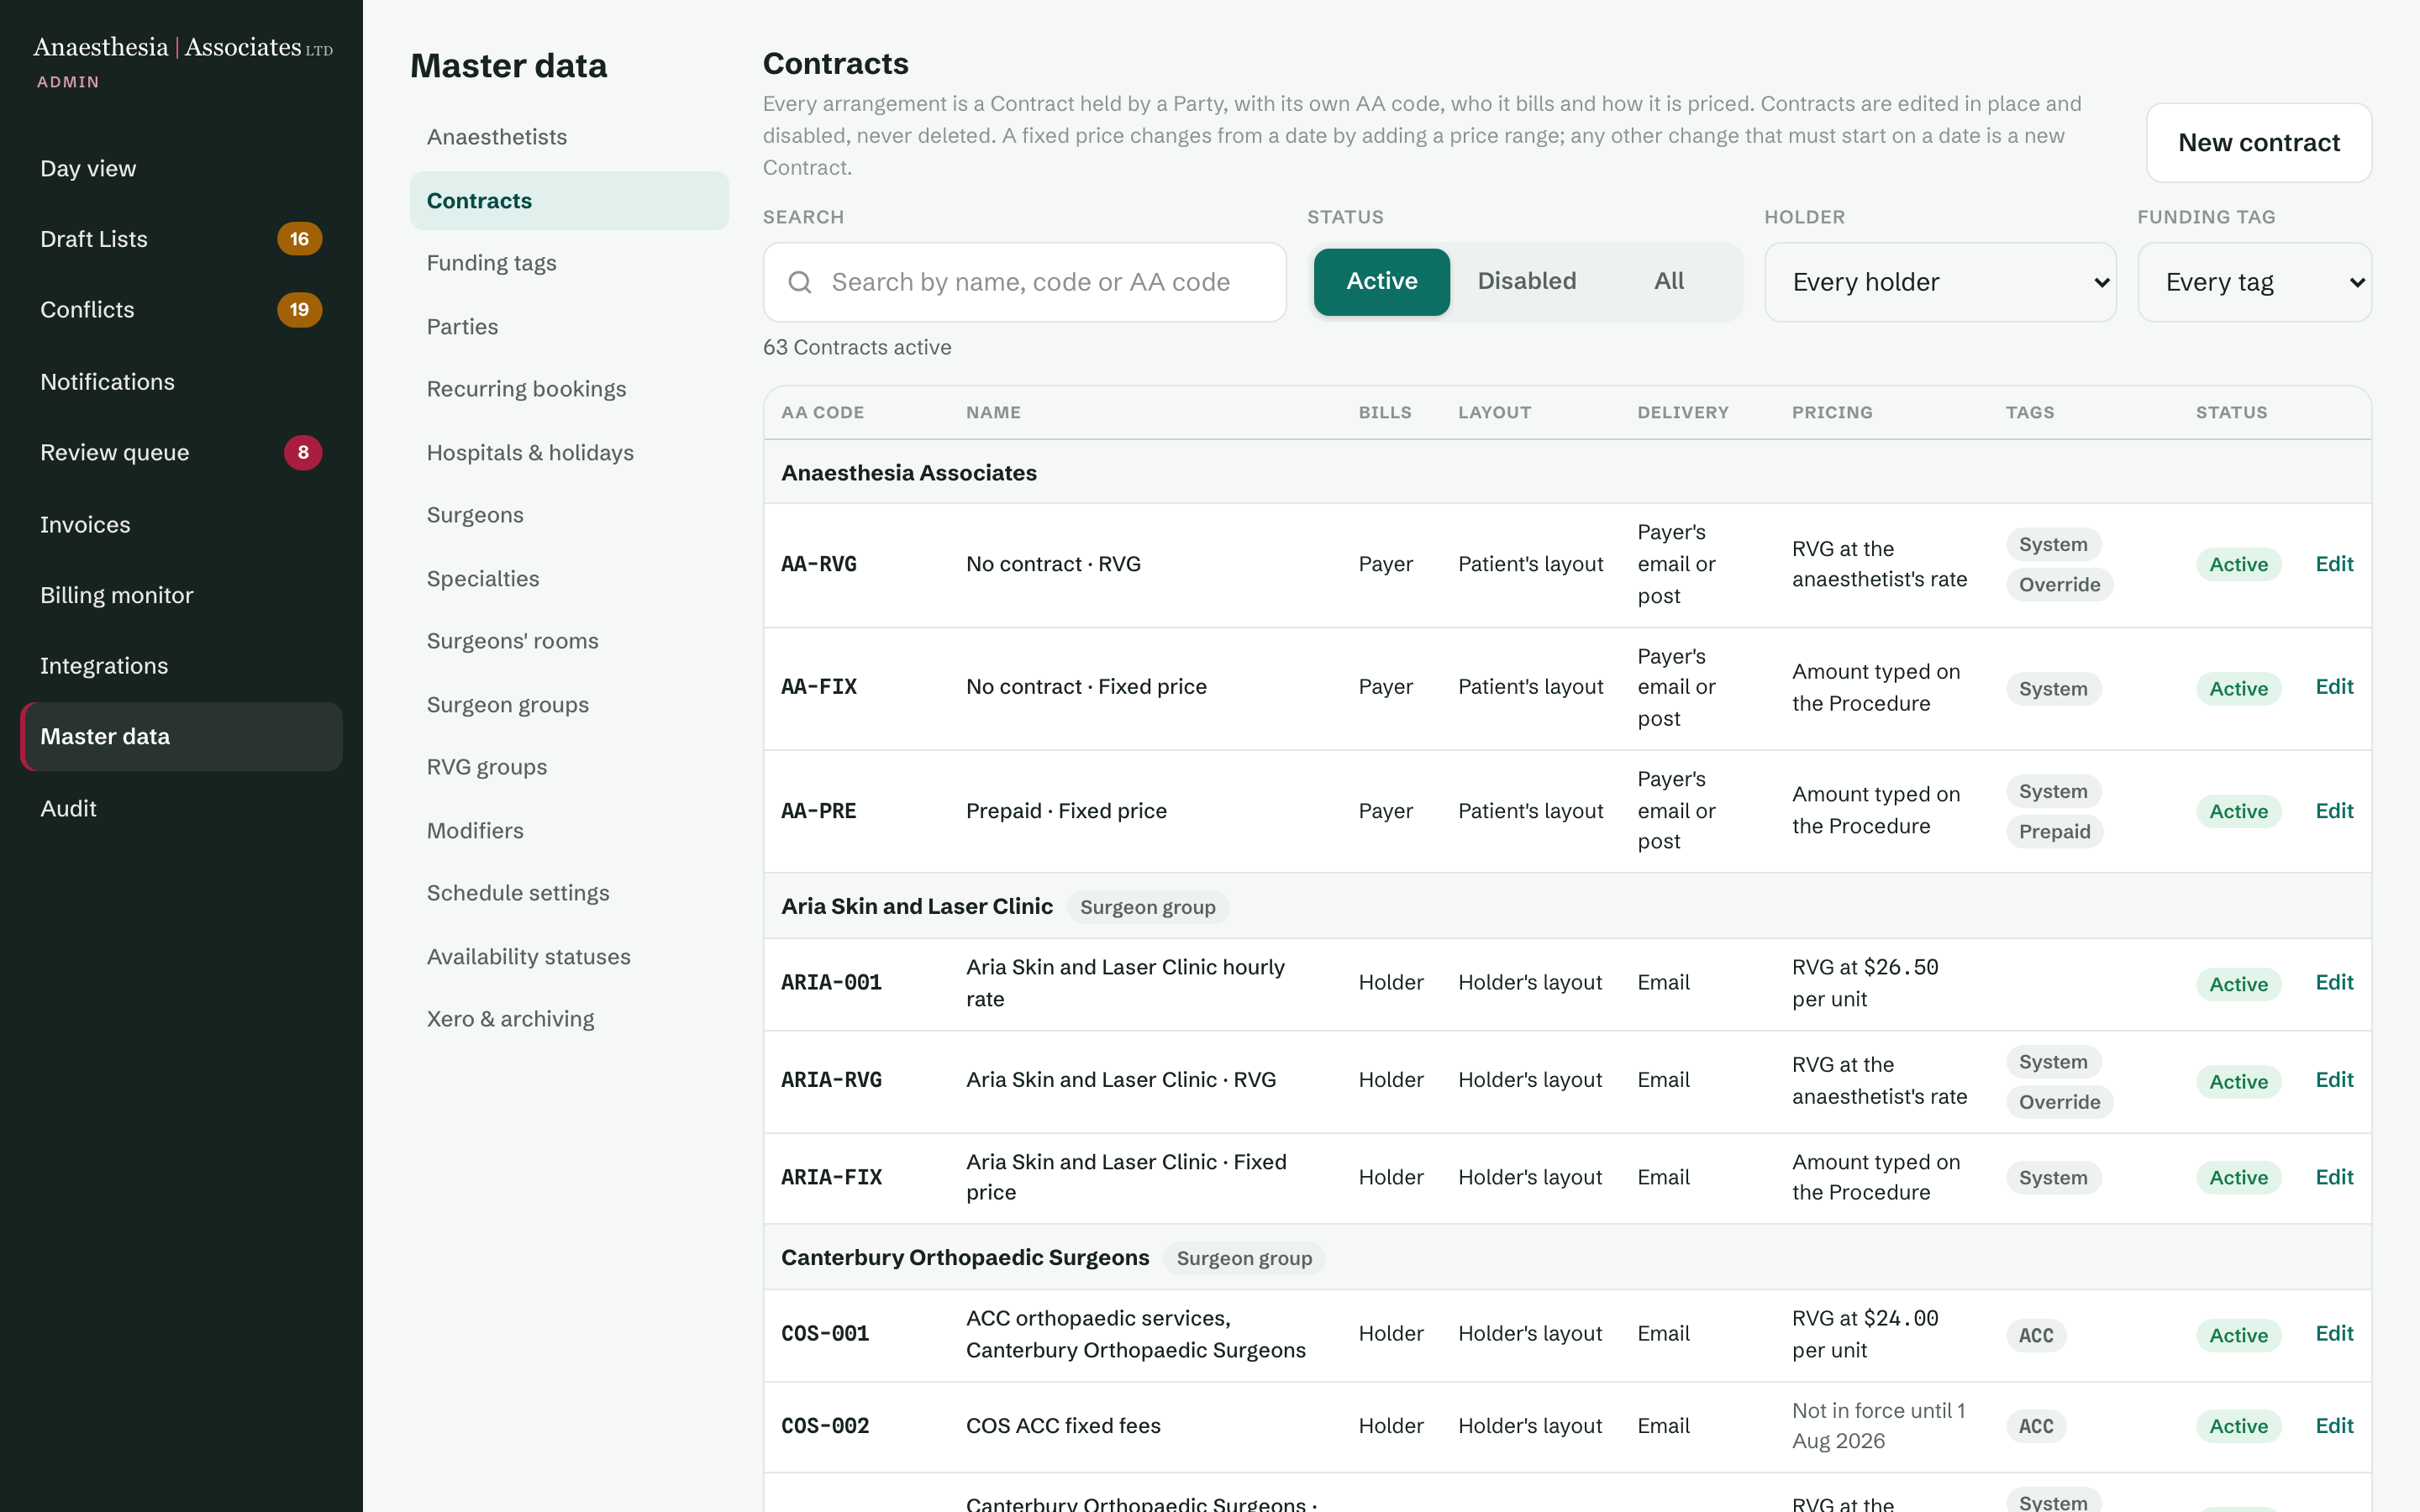 Anaesthesia | Associates LTD
ADMIN
Day view
Draft Lists 16
Conflicts 19
Notifications
Review queue 8
Invoices
Billing monitor
Integrations
Master data
Audit
Master data
Anaesthetists
Contracts
Funding tags
Parties
Recurring bookings
Hospitals & holidays
Surgeons
Specialties
Surgeons' rooms
Surgeon groups
RVG groups
Modifiers
Schedule settings
Availability statuses
Xero & archiving
Contracts
Every arrangement is a Contract held by a Party, with its own AA code, who it bills and how it is priced. Contracts are edited in place and
disabled, never deleted. A fixed price changes from a date by adding a price range; any other change that must start on a date is a new
Contract.
New contract
SEARCH STATUS HOLDER FUNDING TAG
Search by name, code or AA code Active Disabled All Every holder Every tag
63 Contracts active
AA CODE NAME BILLS LAYOUT DELIVERY PRICING TAGS STATUS
Anaesthesia Associates
AA-RVG No contract · RVG Payer Patient's layout Payer's email or post RVG at the anaesthetist's rate System Override Active Edit
AA-FIX No contract · Fixed price Payer Patient's layout Payer's email or post Amount typed on the Procedure System Active Edit
AA-PRE Prepaid · Fixed price Payer Patient's layout Payer's email or post Amount typed on the Procedure System Prepaid Active Edit
Aria Skin and Laser Clinic Surgeon group
ARIA-001 Aria Skin and Laser Clinic hourly rate Holder Holder's layout Email RVG at $26.50 per unit Active Edit
ARIA-RVG Aria Skin and Laser Clinic · RVG Holder Holder's layout Email RVG at the anaesthetist's rate System Override Active Edit
ARIA-FIX Aria Skin and Laser Clinic · Fixed price Holder Holder's layout Email Amount typed on the Procedure System Active Edit
Canterbury Orthopaedic Surgeons Surgeon group
COS-001 ACC orthopaedic services, Canterbury Orthopaedic Surgeons Holder Holder's layout Email RVG at $24.00 per unit ACC Active Edit
COS-002 COS ACC fixed fees Holder Holder's layout Email Not in force until 1 Aug 2026 ACC Active Edit
Canterbury Orthopaedic Surgeons · RVG at the System